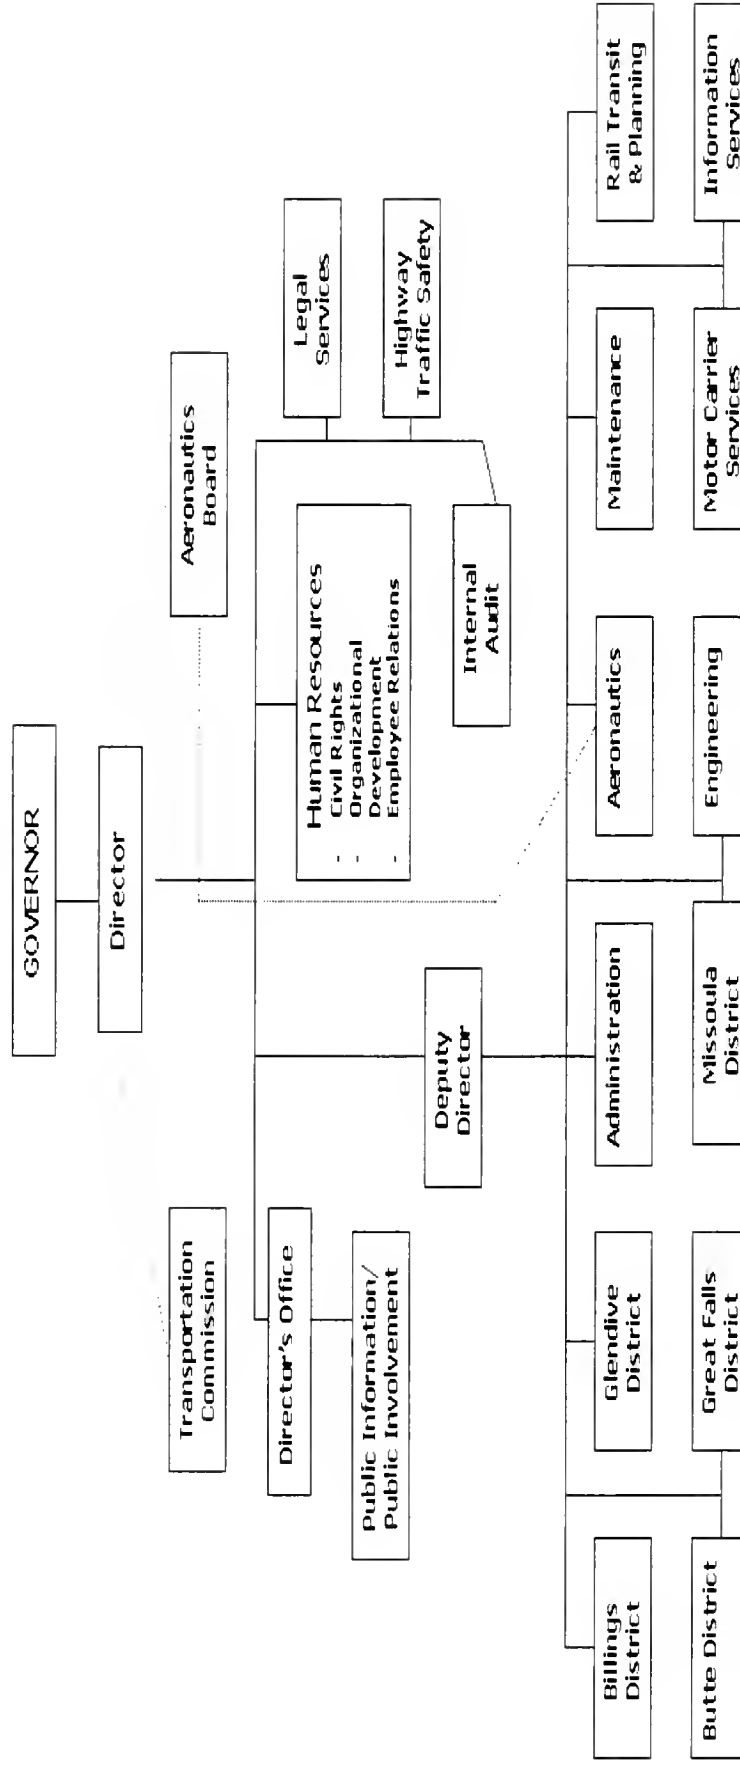 GOVERNOR
Director
Transportation
Commission
Aeronautics
Board
Director's Office
Public Information/
Public Involvement
Human Resources
- Civil Rights
- Organizational
Development
- Employee Relations
Legal
Services
Highway
Traffic Safety
Deputy
Director
Internal
Audit
Billings
District
Glendive
District
Administration
Aeronautics
Maintenance
Rail Transit
& Planning
Butte District
Great Falls
District
Missoula
District
Engineering
Motor Carrier
Services
Information
Services